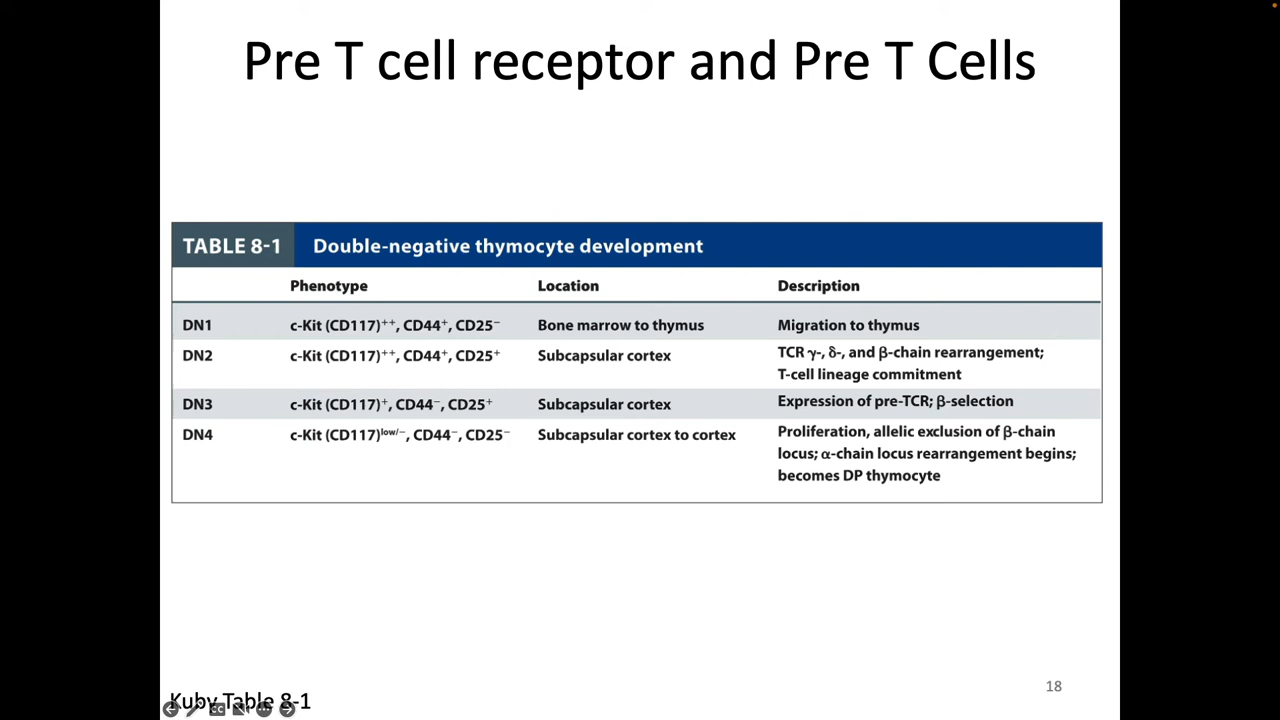 Pre T cell receptor and Pre T Cells
TABLE 8-1 Double-negative thymocyte development
Phenotype Location Description
DN1 c-Kit (CD117)⁺⁺, CD44⁺, CD25⁻ Bone marrow to thymus Migration to thymus
DN2 c-Kit (CD117)⁺⁺, CD44⁺, CD25⁺ Subcapsular cortex TCR γ-, δ-, and β-chain rearrangement;
T-cell lineage commitment
DN3 c-Kit (CD117)⁺, CD44⁻, CD25⁺ Subcapsular cortex Expression of pre-TCR; β-selection
DN4 c-Kit (CD117)low/−, CD44⁻, CD25⁻ Subcapsular cortex to cortex Proliferation, allelic exclusion of β-chain
locus; α-chain locus rearrangement begins;
becomes DP thymocyte
18
Kuby Table 8-1
CC